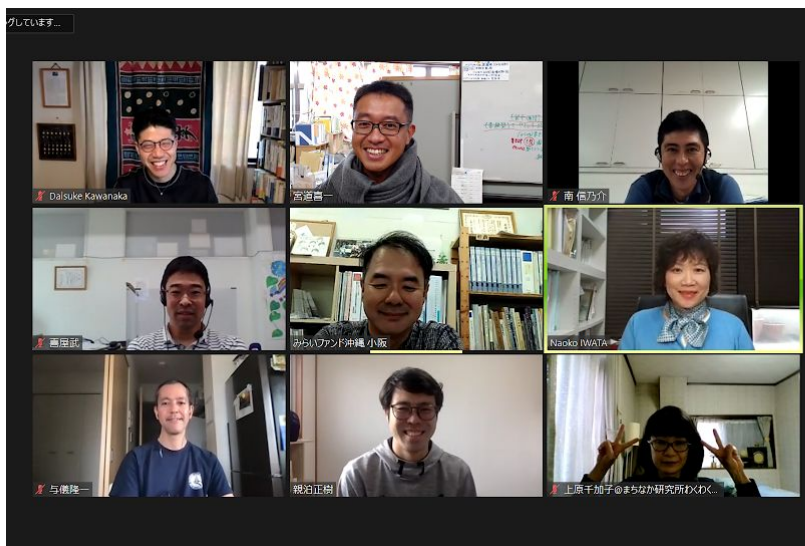 グしています...
Daisuke Kawanaka
宮道喜一
南 信乃介
喜屋武
みらいファンド沖縄 小阪
Naoko IWATA
与儀隆一
親泊正樹
上原千加子@まちなか研究所わくわく...